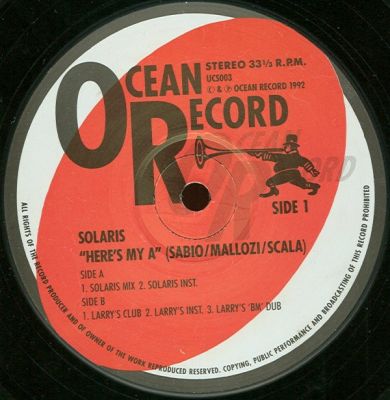 OCEAN
RECORD
STEREO 33⅓ R.P.M.
UCS003
© & ℗ OCEAN RECORD 1992
OCEAN
RECORD
SIDE 1
SOLARIS
"HERE'S MY A" (SABIO/MALLOZI/SCALA)
SIDE A
1. SOLARIS MIX 2. SOLARIS INST.
SIDE B
1. LARRY'S CLUB 2. LARRY'S INST. 3. LARRY'S 'BM' DUB
ALL RIGHTS OF THE RECORD PRODUCER AND OF OWNER OF THE WORK REPRODUCED RESERVED. COPYING, PUBLIC PERFORMANCE AND BROADCASTING OF THIS RECORD PROHIBITED